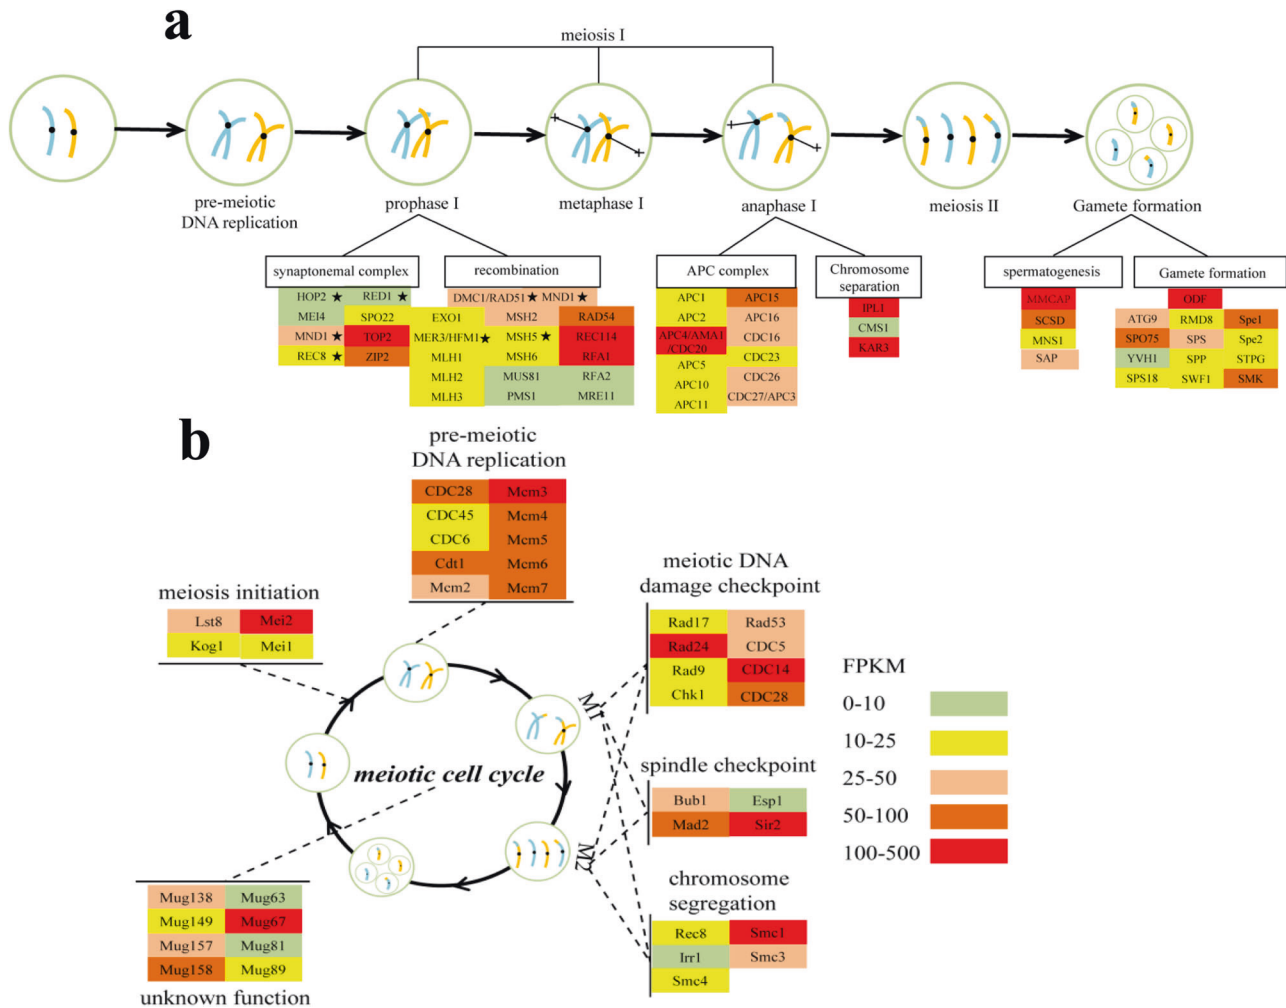 a
meiosis I
pre-meiotic
DNA replication
prophase I
metaphase I
anaphase I
meiosis II
Gamete formation
synaptonemal complex
HOP2 ★ RED1 ★
MEI4 SPO22
MND1 ★ TOP2
REC8 ★ ZIP2
recombination
DMC1/RAD51 ★ MND1 ★
EXO1 MSH2 RAD54
MER3/HFM1 ★ MSH5 ★ REC114
MLH1 MSH6 RFA1
MLH2 MUS81 RFA2
MLH3 PMS1 MRE11
APC complex
APC1 APC15
APC2 APC16
APC4/AMA1
/CDC20
CDC16
APC5 CDC23
APC10 CDC26
APC11 CDC27/APC3
Chromosome
separation
IPL1
CMS1
KAR3
spermatogenesis
MMCAP
SCSD
MNS1
SAP
Gamete formation
ODF
ATG9 RMD8 Spe1
SPO75 SPS Spe2
YVH1 SPP STPG
SPS18 SWF1 SMK
b
pre-meiotic
DNA replication
CDC28 Mcm3
CDC45 Mcm4
CDC6 Mcm5
Cdt1 Mcm6
Mcm2 Mcm7
meiosis initiation
Lst8 Mei2
Kog1 Mei1
meiotic DNA
damage checkpoint
Rad17 Rad53
Rad24 CDC5
Rad9 CDC14
Chk1 CDC28
M1
meiotic cell cycle
M2
spindle checkpoint
Bub1 Esp1
Mad2 Sir2
chromosome
segregation
Rec8 Smc1
Irr1 Smc3
Smc4
Mug138 Mug63
Mug149 Mug67
Mug157 Mug81
Mug158 Mug89
unknown function
FPKM
0-10
10-25
25-50
50-100
100-500